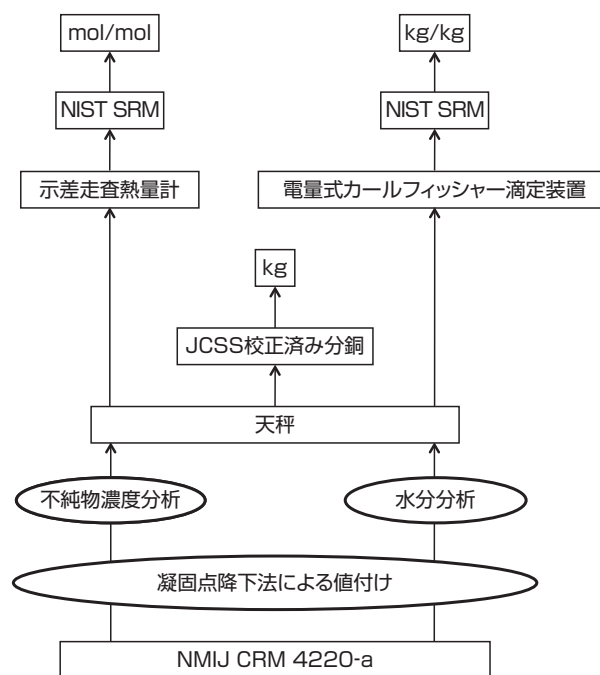 mol/mol
kg/kg
NIST SRM
NIST SRM
示差走査熱量計
電量式カールフィッシャー滴定装置
kg
JCSS校正済み分銅
天秤
不純物濃度分析
水分分析
凝固点降下法による値付け
NMIJ CRM 4220-a